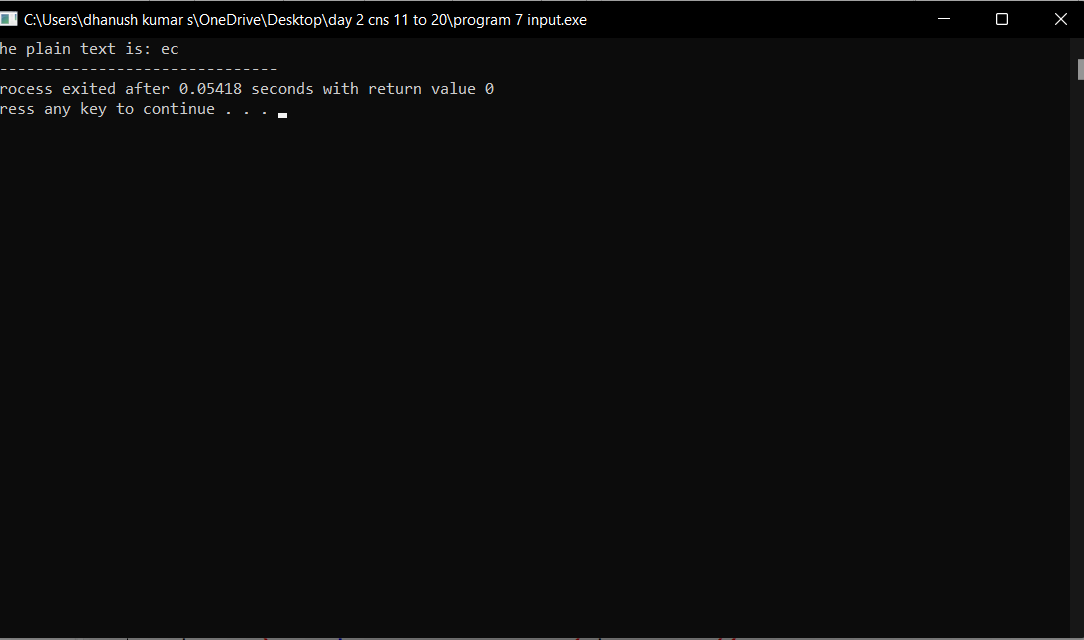 C:\Users\dhanush kumar s\OneDrive\Desktop\day 2 cns 11 to 20\program 7 input.exe
he plain text is: ec
-------------------------------
rocess exited after 0.05418 seconds with return value 0
ress any key to continue . . .